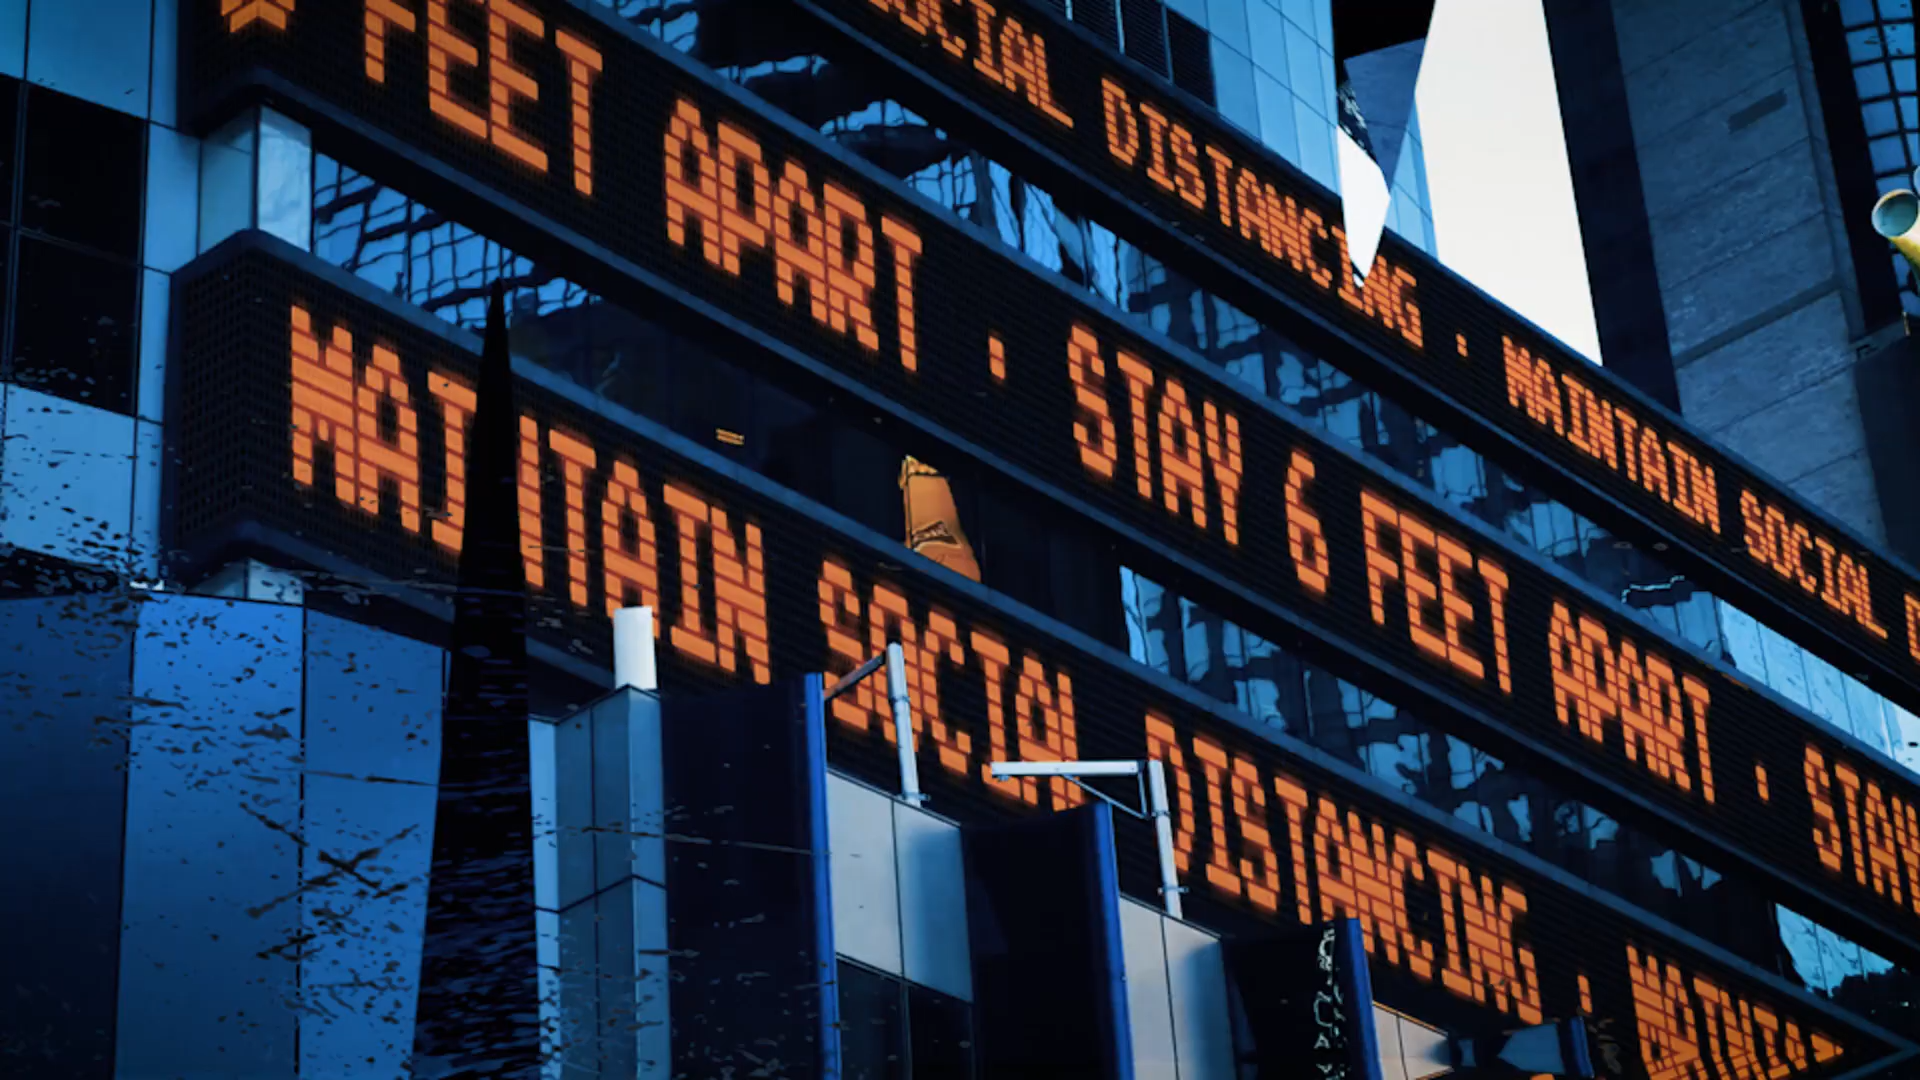 SOCIAL DISTANCING · MAINTAIN SOCIAL
FEET APART · STAY 6 FEET APART · STAY
MAINTAIN SOCIAL DISTANCING ·